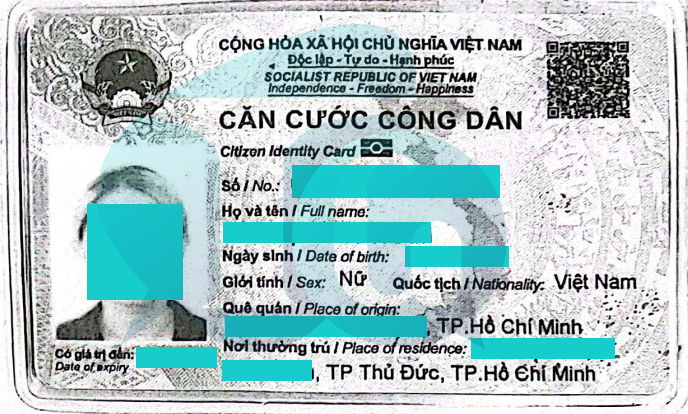 CỘNG HÒA XÃ HỘI CHỦ NGHĨA VIỆT NAM
Độc lập - Tự do - Hạnh phúc
SOCIALIST REPUBLIC OF VIET NAM
Independence - Freedom - Happiness
CĂN CƯỚC CÔNG DÂN
Citizen Identity Card
Số / No.:
Họ và tên / Full name:
Ngày sinh / Date of birth:
Giới tính / Sex: Nữ Quốc tịch / Nationality: Việt Nam
Quê quán / Place of origin:
, TP.Hồ Chí Minh
Nơi thường trú / Place of residence:
, TP Thủ Đức, TP.Hồ Chí Minh
Có giá trị đến:
Date of expiry